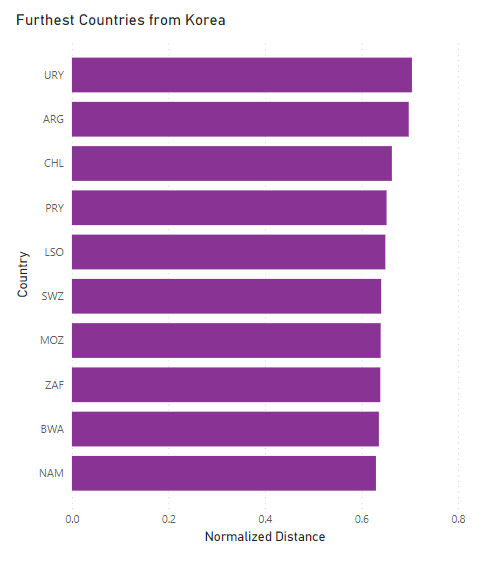 Furthest Countries from Korea
URY
ARG
CHL
PRY
LSO
SWZ
MOZ
ZAF
BWA
NAM
Country
0.0 0.2 0.4 0.6 0.8
Normalized Distance